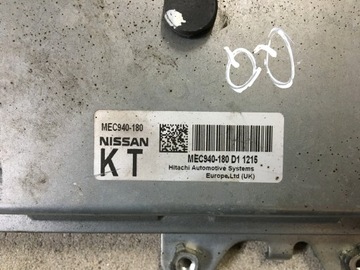 MEC940-180
NISSAN
KT
MEC940-180 D1 1215
Hitachi Automotive Systems
Europe,Ltd (UK)